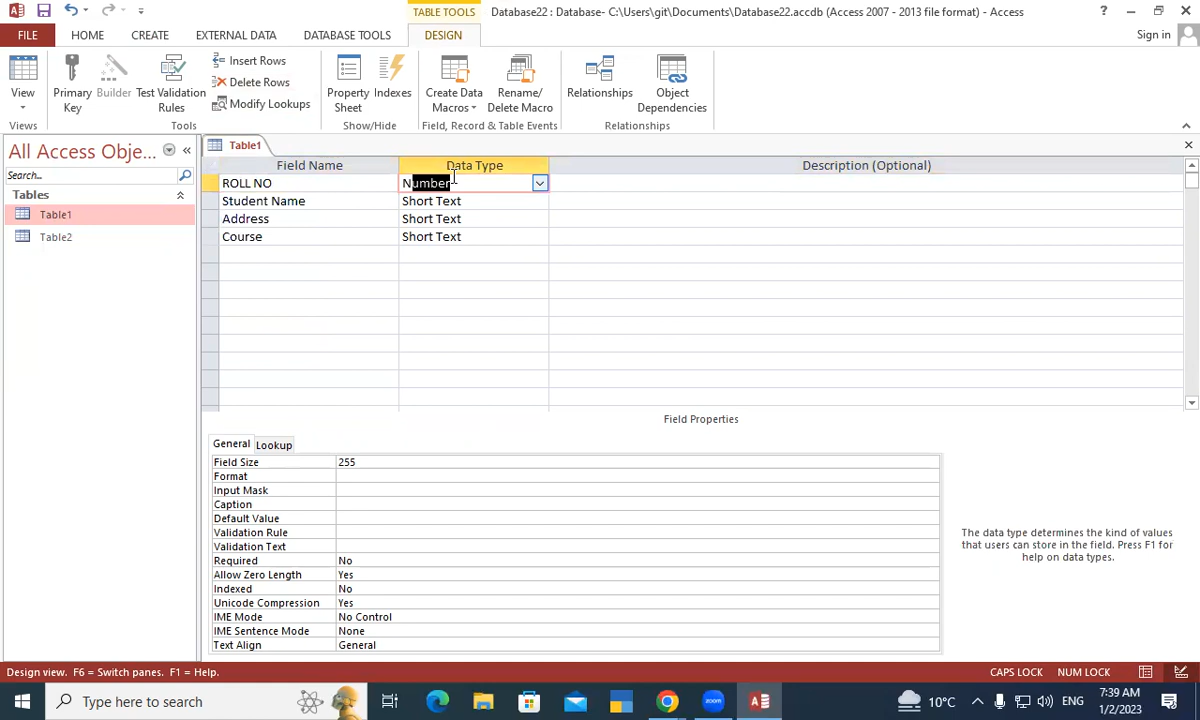 TABLE TOOLS
Database22 : Database- C:\Users\git\Documents\Database22.accdb (Access 2007 - 2013 file format) - Access
?
FILE HOME CREATE EXTERNAL DATA DATABASE TOOLS DESIGN Sign in
View
Primary Key
Builder
Test Validation Rules
Insert Rows
Delete Rows
Modify Lookups
Property Sheet
Indexes
Create Data Macros
Rename/ Delete Macro
Relationships
Object Dependencies
Views Tools Show/Hide Field, Record & Table Events Relationships
All Access Obje...
Search...
Tables
Table1
Table2
Table1
Field Name Data Type Description (Optional)
ROLL NO Number
Student Name Short Text
Address Short Text
Course Short Text
Field Properties
General Lookup
Field Size 255
Format
Input Mask
Caption
Default Value
Validation Rule
Validation Text
Required No
Allow Zero Length Yes
Indexed No
Unicode Compression Yes
IME Mode No Control
IME Sentence Mode None
Text Align General
The data type determines the kind of values
that users can store in the field. Press F1 for
help on data types.
Design view. F6 = Switch panes. F1 = Help. CAPS LOCK NUM LOCK
Type here to search
zoom
10°C
ENG
7:39 AM
1/2/2023